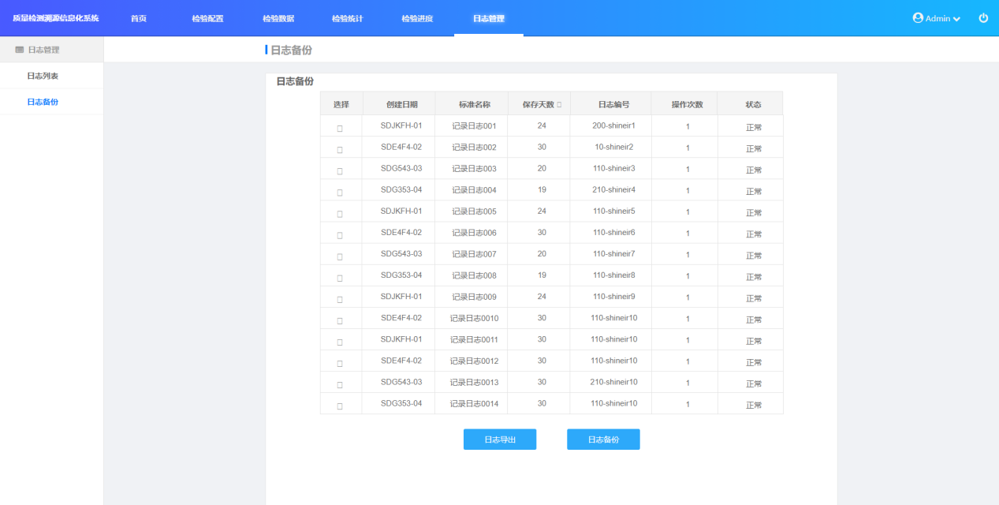 质量检测溯源信息化系统 首页 检验配置 检验数据 检验统计 检验进度 日志管理 Admin
日志管理
日志列表
日志备份
日志备份
日志备份
选择 创建日期 标准名称 保存天数 日志编号 操作次数 状态
SDJKFH-01 记录日志001 24 200-shineir1 1 正常
SDE4F4-02 记录日志002 30 10-shineir2 1 正常
SDG543-03 记录日志003 20 110-shineir3 1 正常
SDG353-04 记录日志004 19 210-shineir4 1 正常
SDJKFH-01 记录日志005 24 110-shineir5 1 正常
SDE4F4-02 记录日志006 30 110-shineir6 1 正常
SDG543-03 记录日志007 20 110-shineir7 1 正常
SDG353-04 记录日志008 19 110-shineir8 1 正常
SDJKFH-01 记录日志009 24 110-shineir9 1 正常
SDE4F4-02 记录日志0010 30 110-shineir10 1 正常
SDJKFH-01 记录日志0011 30 110-shineir10 1 正常
SDE4F4-02 记录日志0012 30 110-shineir10 1 正常
SDG543-03 记录日志0013 30 210-shineir10 1 正常
SDG353-04 记录日志0014 30 110-shineir10 1 正常
日志导出 日志备份